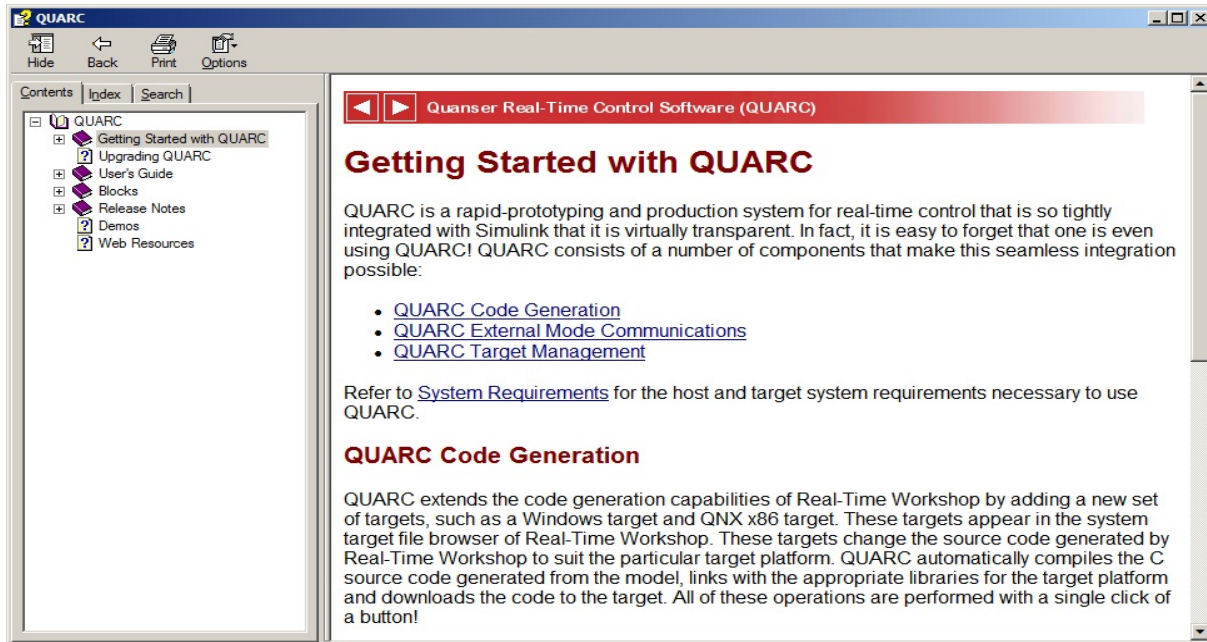 QUARC
Hide Back Print Options
Contents Index Search
QUARC
Getting Started with QUARC
Upgrading QUARC
User's Guide
Blocks
Release Notes
Demos
Web Resources
Quanser Real-Time Control Software (QUARC)
Getting Started with QUARC
QUARC is a rapid-prototyping and production system for real-time control that is so tightly
integrated with Simulink that it is virtually transparent. In fact, it is easy to forget that one is even
using QUARC! QUARC consists of a number of components that make this seamless integration
possible:
• QUARC Code Generation
• QUARC External Mode Communications
• QUARC Target Management
Refer to System Requirements for the host and target system requirements necessary to use
QUARC.
QUARC Code Generation
QUARC extends the code generation capabilities of Real-Time Workshop by adding a new set
of targets, such as a Windows target and QNX x86 target. These targets appear in the system
target file browser of Real-Time Workshop. These targets change the source code generated by
Real-Time Workshop to suit the particular target platform. QUARC automatically compiles the C
source code generated from the model, links with the appropriate libraries for the target platform
and downloads the code to the target. All of these operations are performed with a single click of
a button!